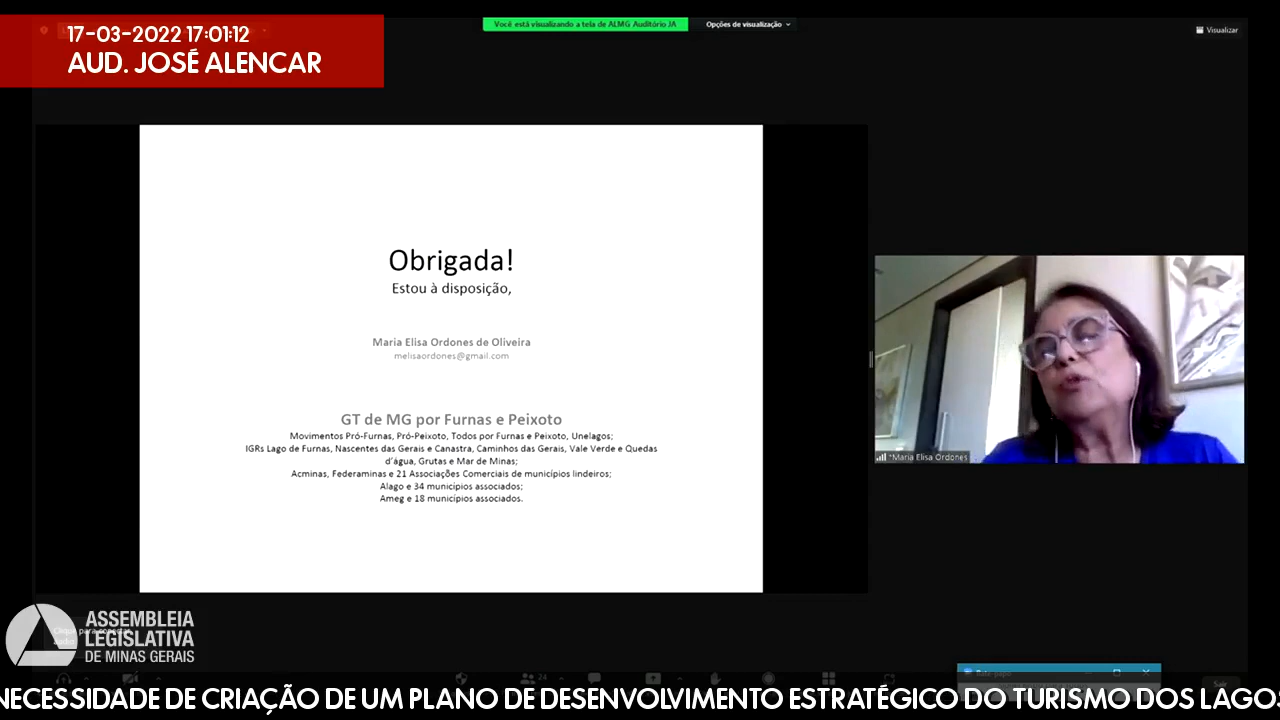 17-03-2022 17:01:12
AUD. JOSÉ ALENCAR
Você está visualizando a tela de ALMG Auditório JA
Opções de visualização
Visualizar
Obrigada!
Estou à disposição,
Maria Elisa Ordones de Oliveira
melisaordones@gmail.com
GT de MG por Furnas e Peixoto
Movimentos Pró-Furnas, Pró-Peixoto, Todos por Furnas e Peixoto, Unelagos;
IGRs Lago de Furnas, Nascentes das Gerais e Canastra, Caminhos das Gerais, Vale Verde e Quedas
d'água, Grutas e Mar de Minas;
Acminas, Federaminas e 21 Associações Comerciais de municípios lindeiros;
Alago e 34 municípios associados;
Ameg e 18 municípios associados.
*Maria Elisa Ordones
ASSEMBLEIA
LEGISLATIVA
DE MINAS GERAIS
24
Bate-papo
Sair
NECESSIDADE DE CRIAÇÃO DE UM PLANO DE DESENVOLVIMENTO ESTRATÉGICO DO TURISMO DOS LAGOS